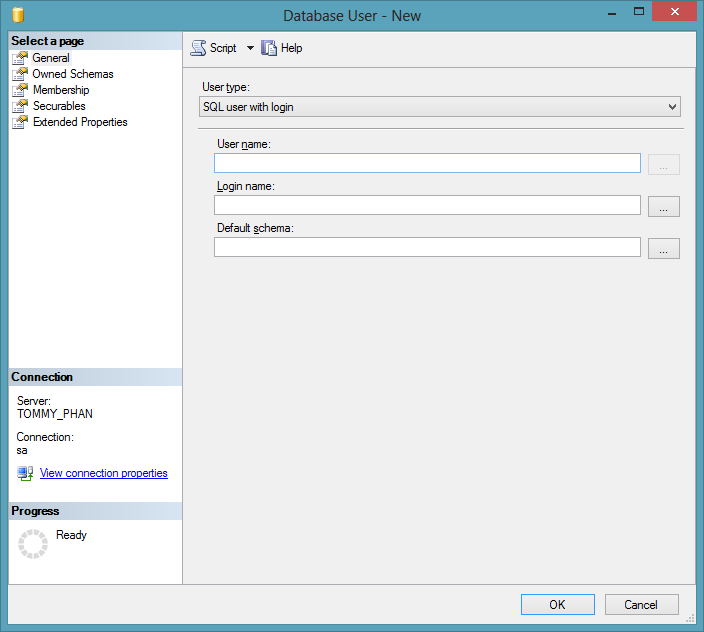 Database User - New
Select a page
General
Owned Schemas
Membership
Securables
Extended Properties
Script
Help
User type:
SQL user with login
User name:
...
Login name:
...
Default schema:
...
Connection
Server:
TOMMY_PHAN
Connection:
sa
View connection properties
Progress
Ready
OK
Cancel